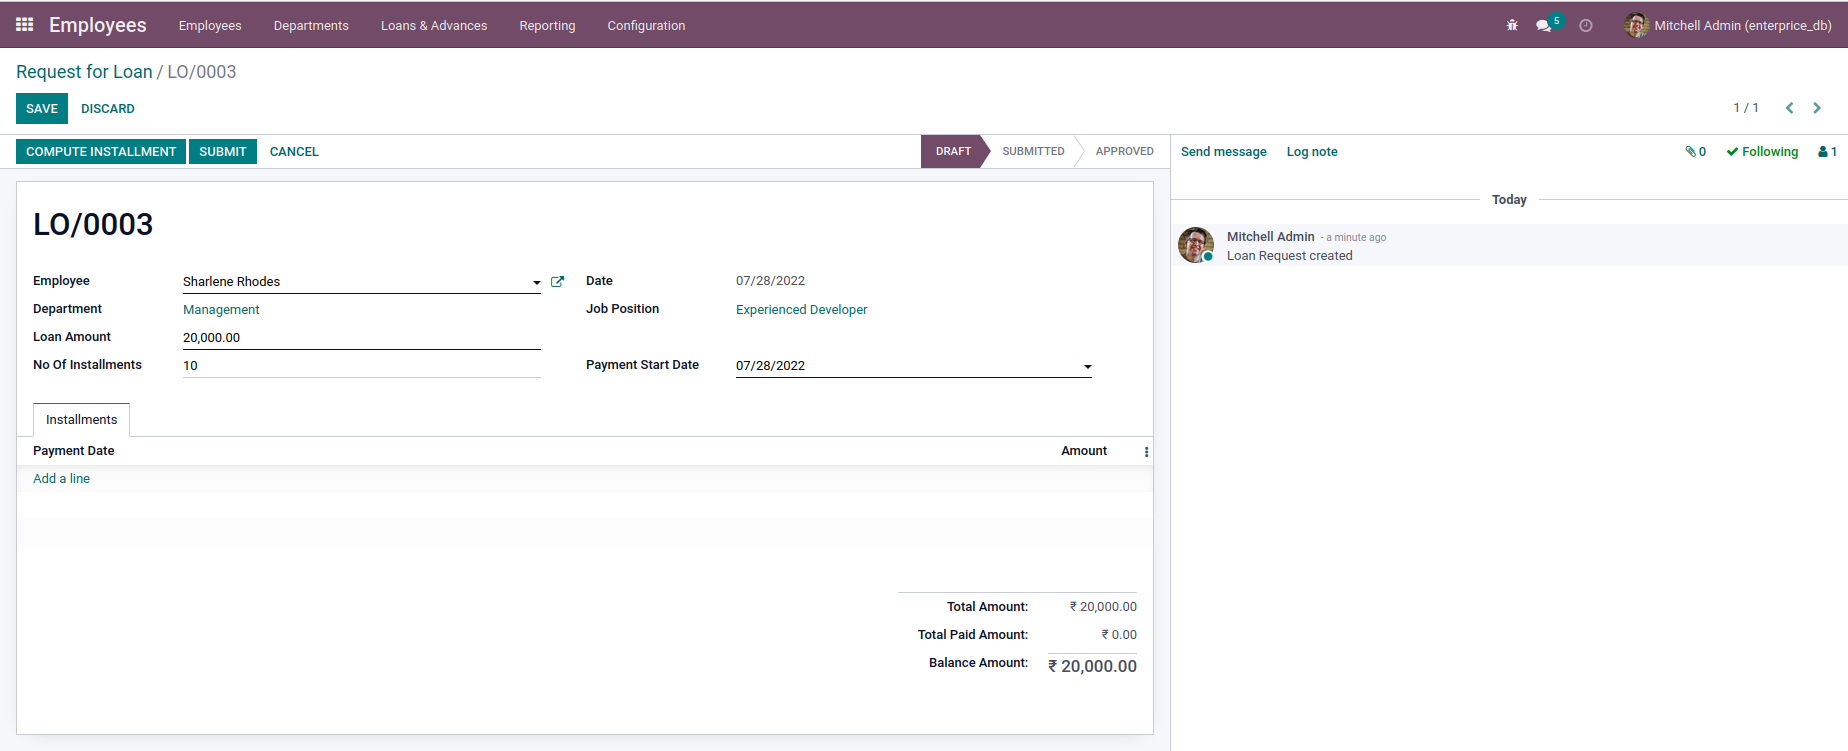 Employees Employees Departments Loans & Advances Reporting Configuration 5 Mitchell Admin (enterprice_db)
Request for Loan / LO/0003
SAVE DISCARD 1 / 1
COMPUTE INSTALLMENT SUBMIT CANCEL DRAFT SUBMITTED APPROVED Send message Log note 0 Following 1
Today
Mitchell Admin - a minute ago
Loan Request created
LO/0003
Employee Sharlene Rhodes Date 07/28/2022
Department Management Job Position Experienced Developer
Loan Amount 20,000.00
No Of Installments 10 Payment Start Date 07/28/2022
Installments
Payment Date Amount
Add a line
Total Amount: ₹ 20,000.00
Total Paid Amount: ₹ 0.00
Balance Amount: ₹ 20,000.00